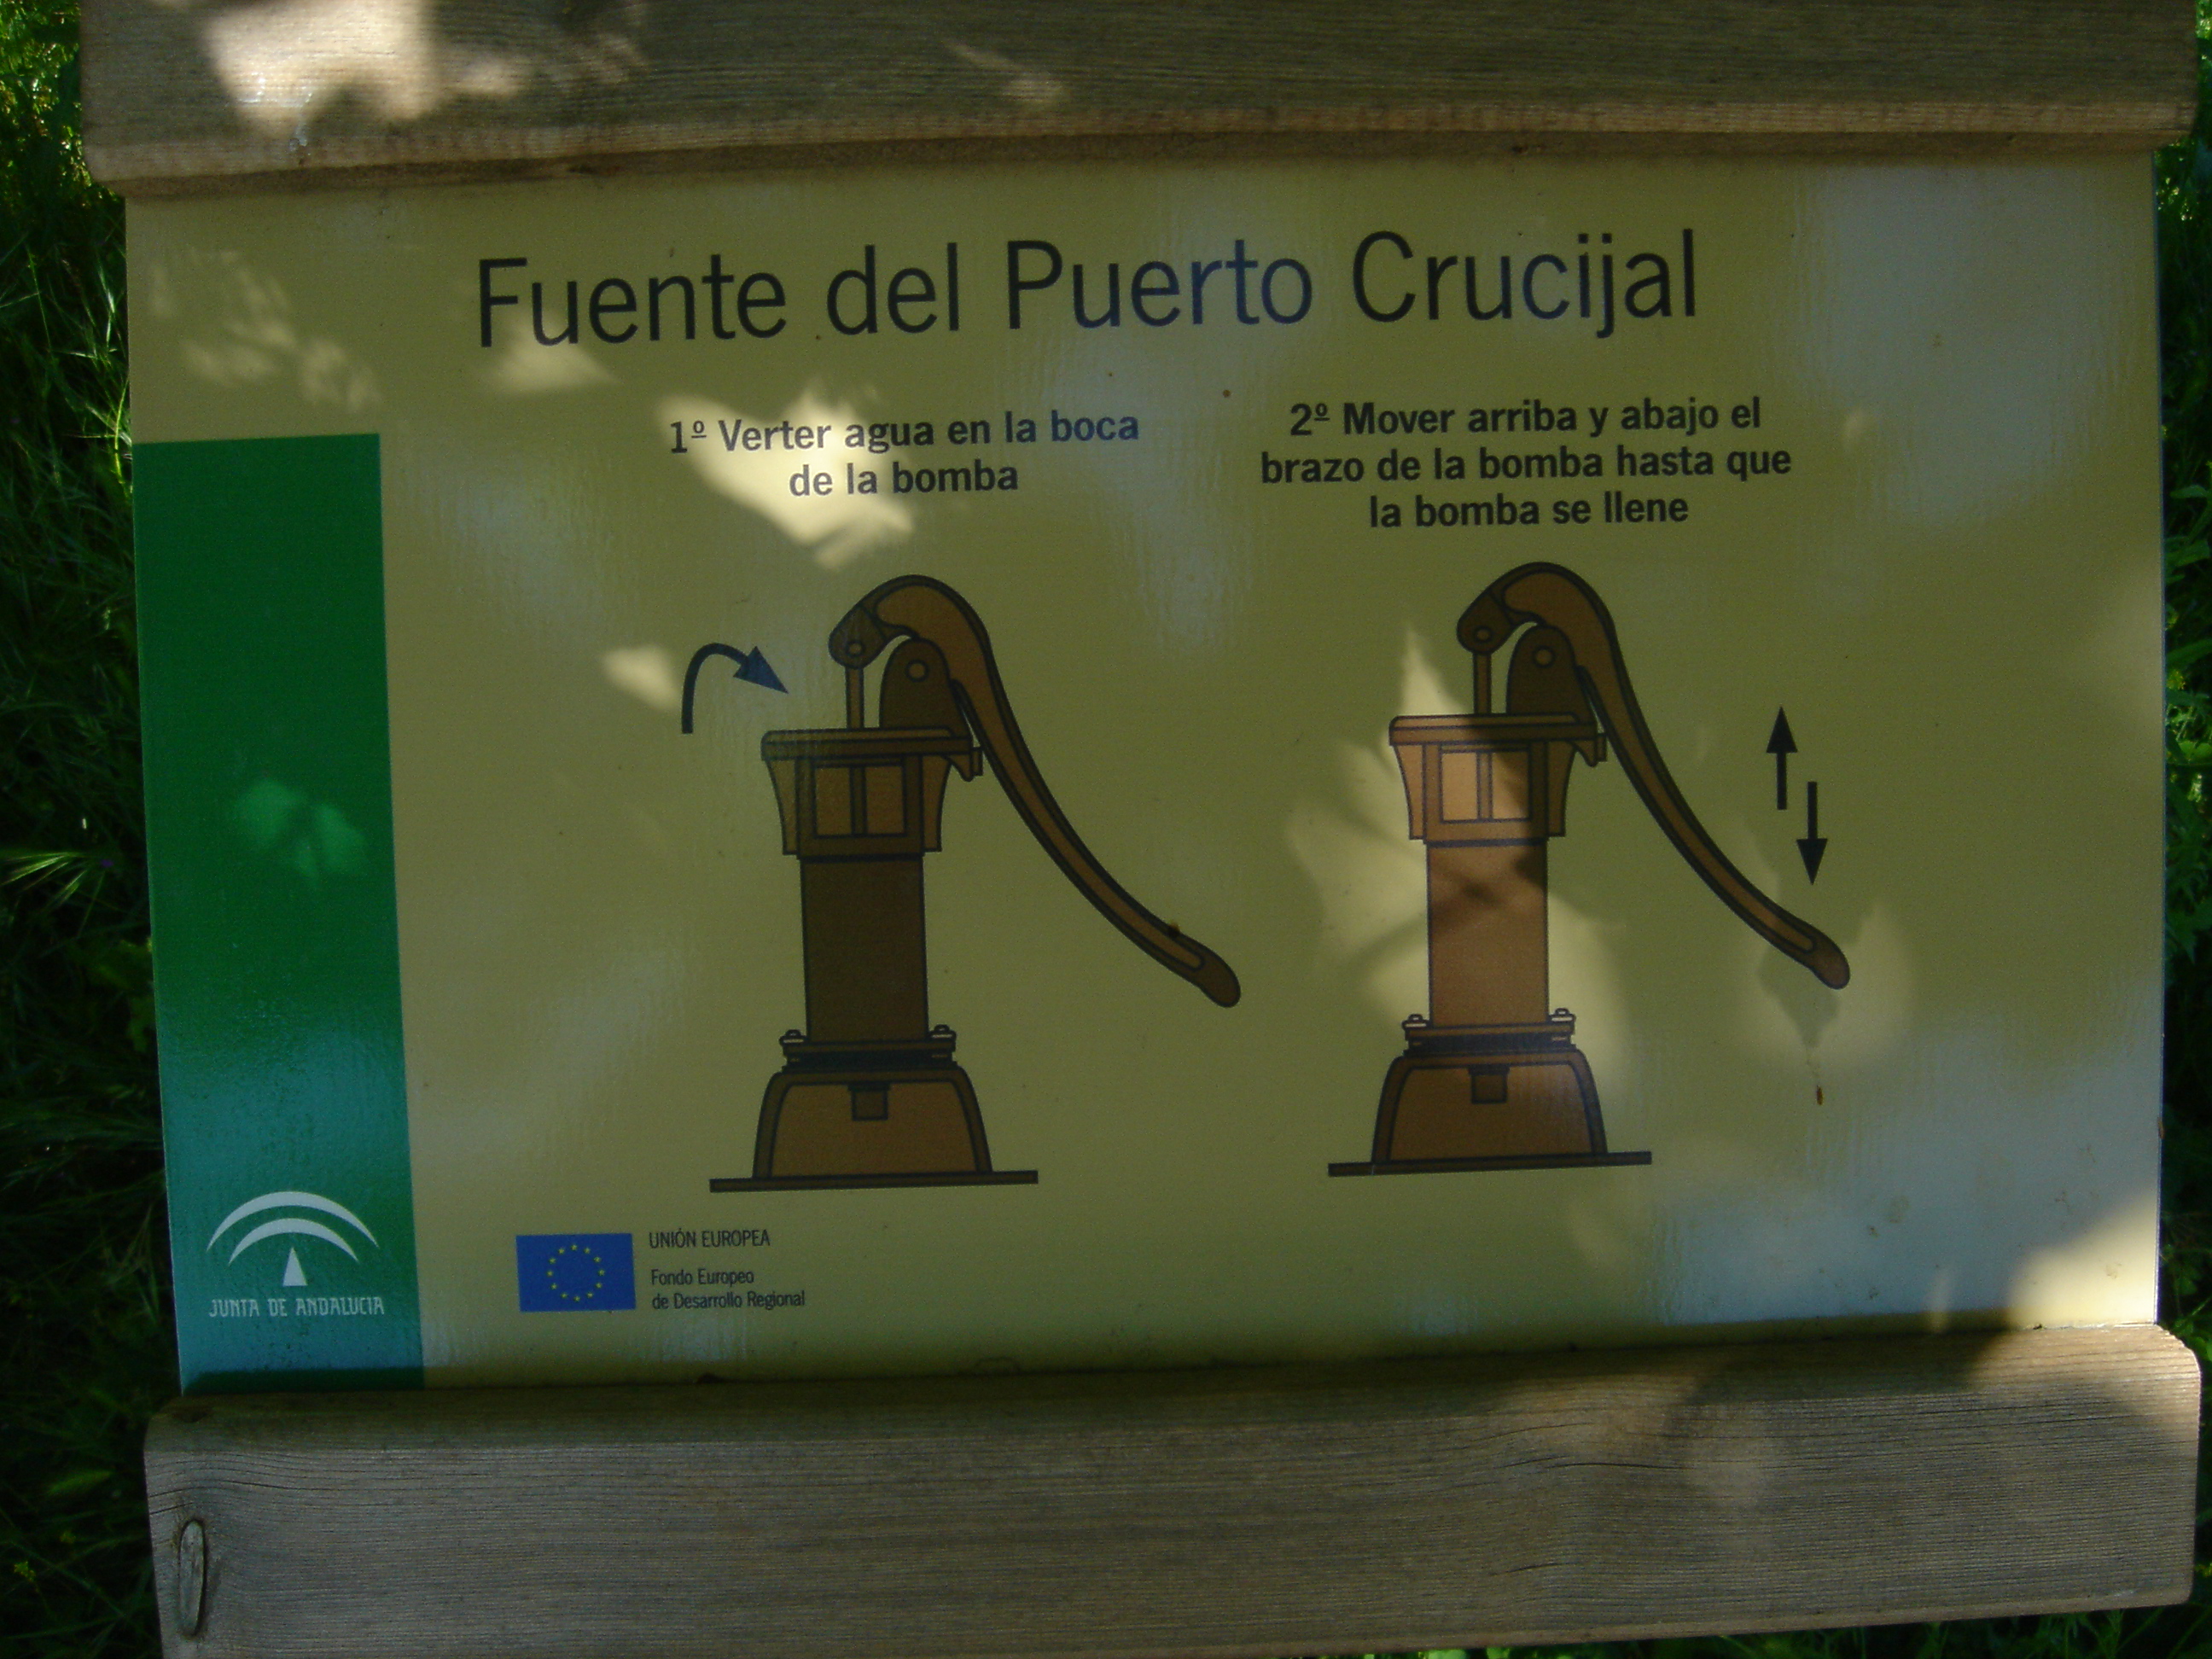 Fuente del Puerto Crucijal
1º Verter agua en la boca
de la bomba
2º Mover arriba y abajo el
brazo de la bomba hasta que
la bomba se llene
JUNTA DE ANDALUCIA
UNIÓN EUROPEA
Fondo Europeo
de Desarrollo Regional